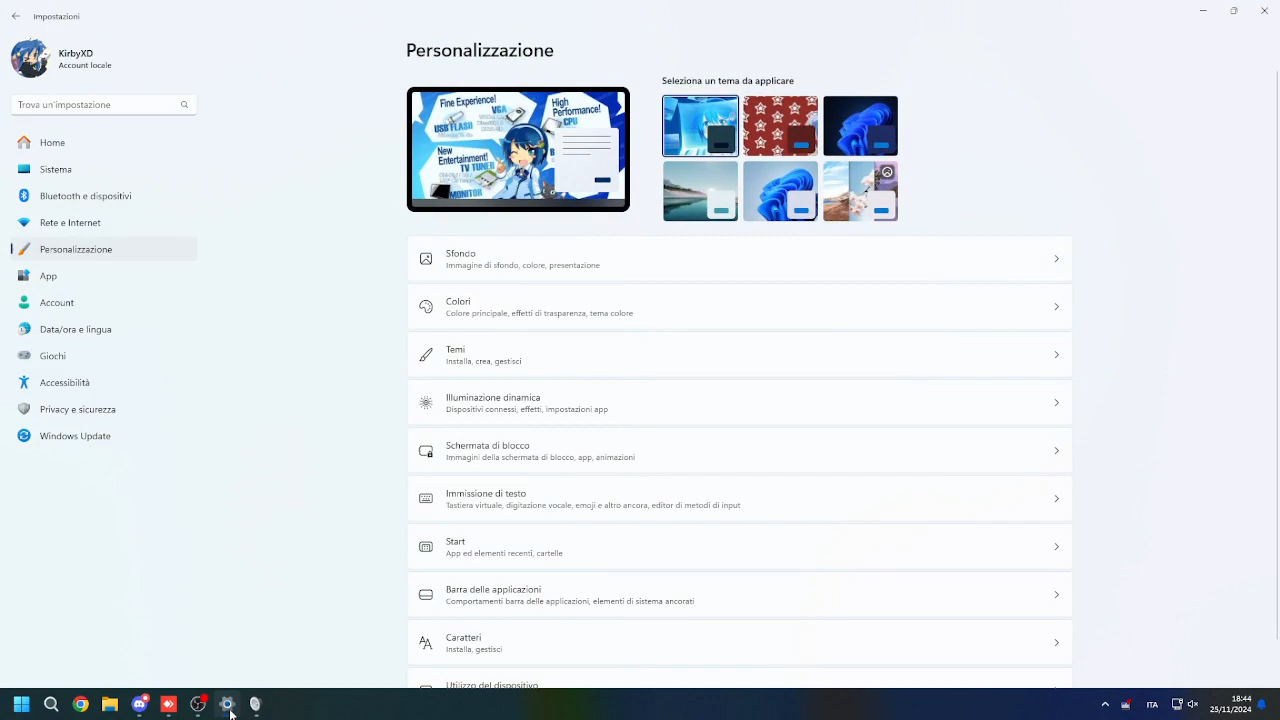 Impostazioni
KirbyXD
Account locale
Trova un'impostazione
Home
Sistema
Bluetooth e dispositivi
Rete e Internet
Personalizzazione
App
Account
Data/ora e lingua
Giochi
Accessibilità
Privacy e sicurezza
Windows Update
Personalizzazione
Fine Experience!
VGA
USB FLASH
High Performance!
CPU
New Entertainment!
TV TUNER
MONITOR
Seleziona un tema da applicare
Sfondo
Immagine di sfondo, colore, presentazione
Colori
Colore principale, effetti di trasparenza, tema colore
Temi
Installa, crea, gestisci
Illuminazione dinamica
Dispositivi connessi, effetti, impostazioni app
Schermata di blocco
Immagini della schermata di blocco, app, animazioni
Immissione di testo
Tastiera virtuale, digitazione vocale, emoji e altro ancora, editor di metodi di input
Start
App ed elementi recenti, cartelle
Barra delle applicazioni
Comportamenti barra delle applicazioni, elementi di sistema ancorati
Caratteri
Installa, gestisci
Utilizzo del dispositivo
ITA
18:44
25/11/2024